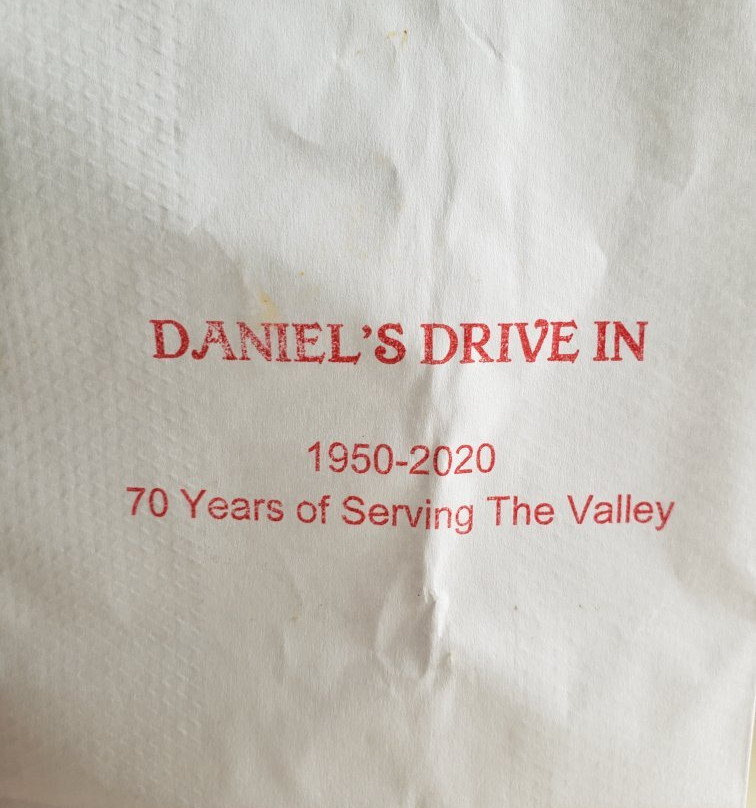 DANIEL'S DRIVE IN
1950-2020
70 Years of Serving The Valley